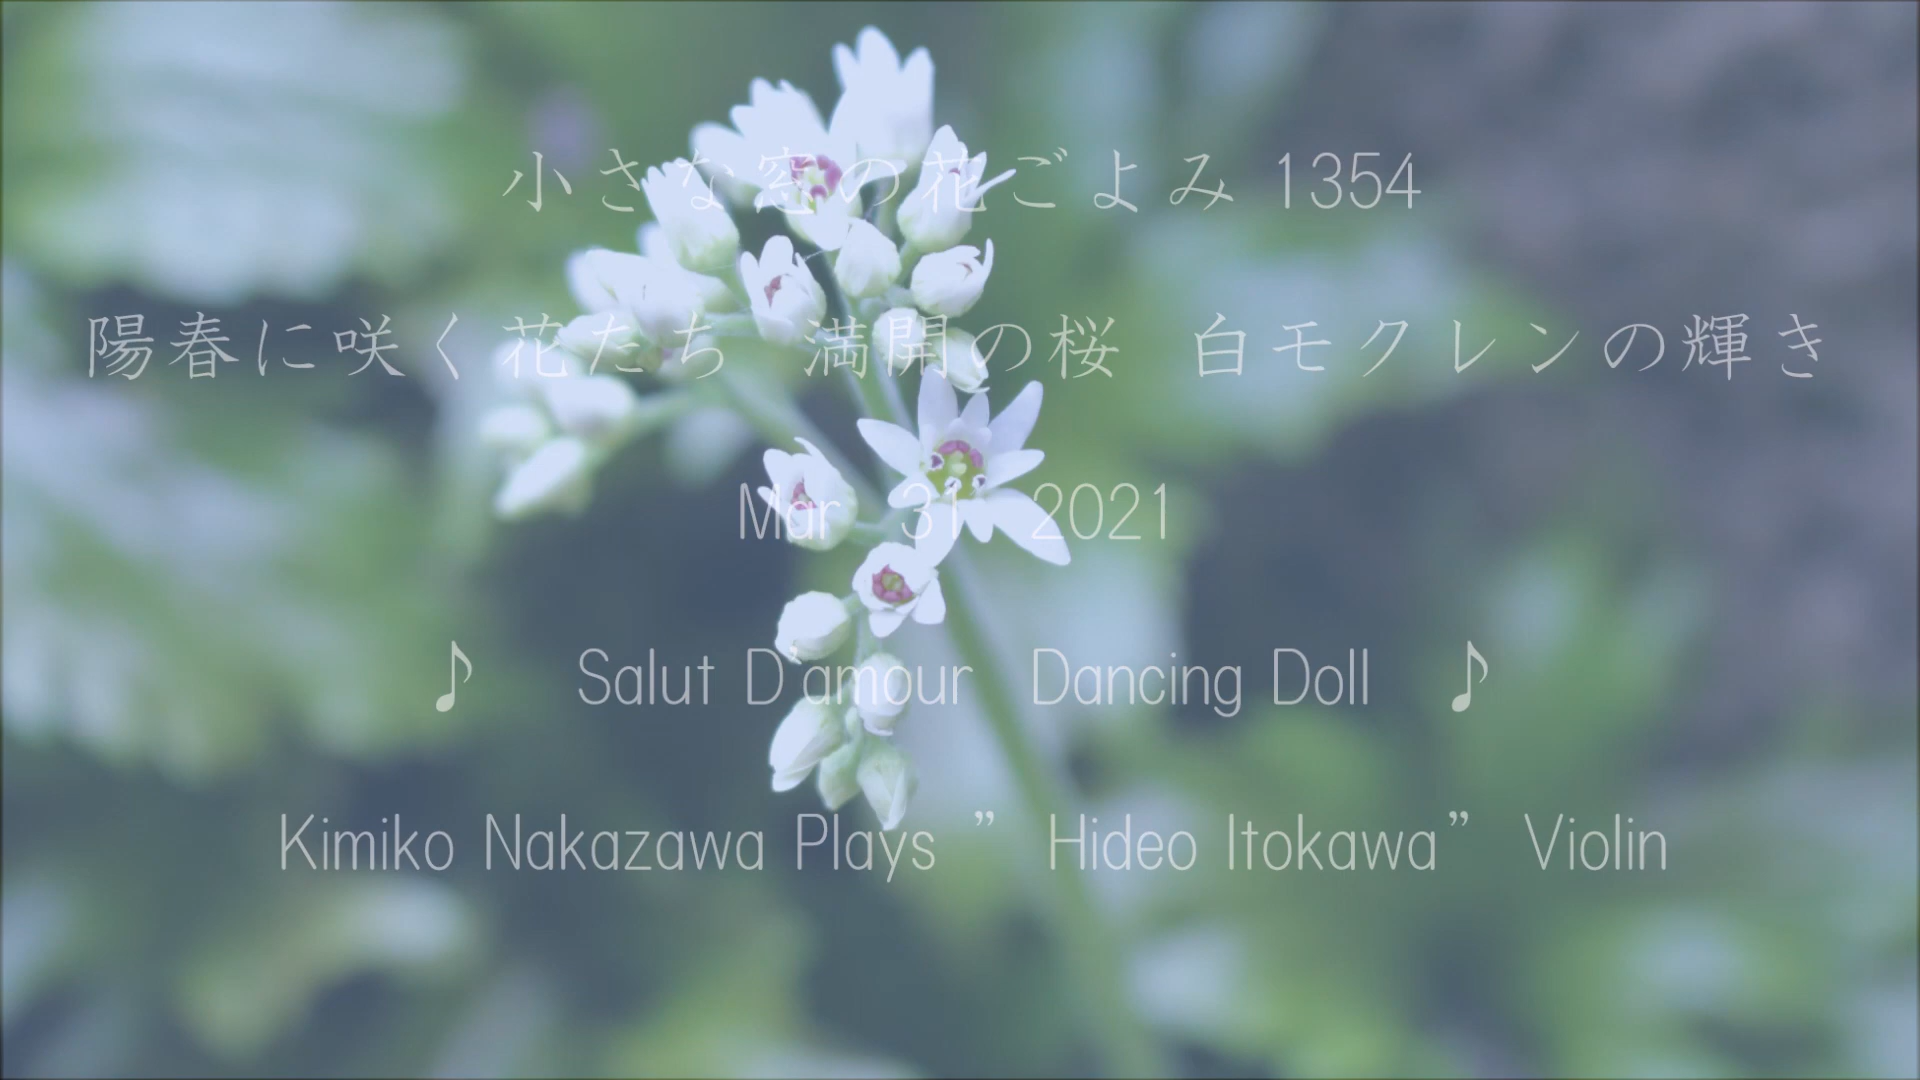 小さな窓の花ごよみ 1354
陽春に咲く花たち 満開の桜 白モクレンの輝き
Mar 31 2021
♪ Salut D'amour Dancing Doll ♪
Kimiko Nakazawa Plays ” Hideo Itokawa” Violin